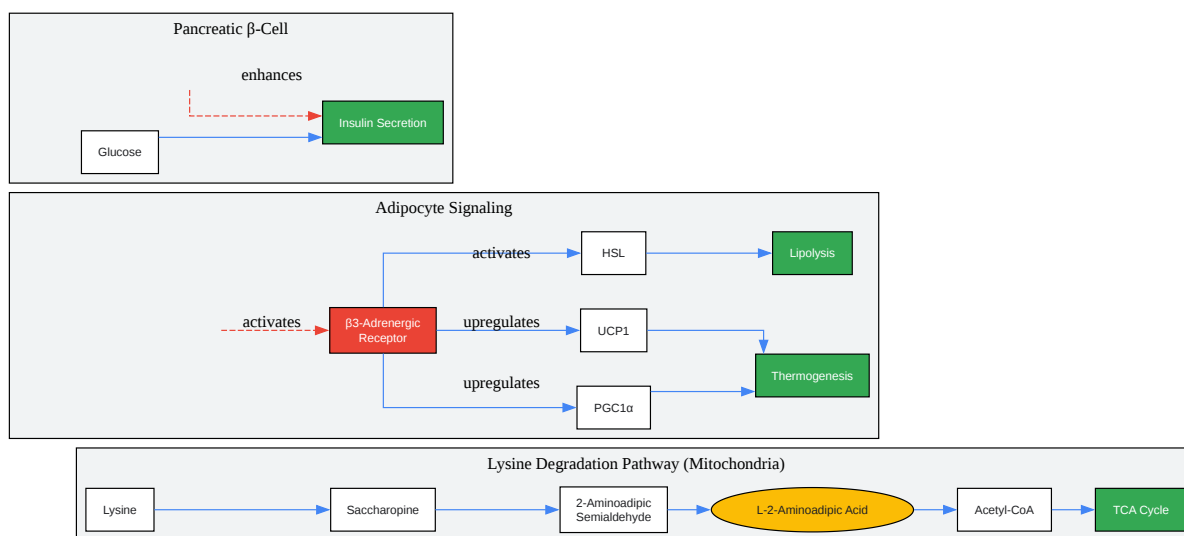 Pancreatic β-Cell
enhances
Insulin Secretion
Glucose
Adipocyte Signaling
activates
HSL
Lipolysis
activates
β3-Adrenergic
Receptor
upregulates
UCP1
Thermogenesis
upregulates
PGC1α
Lysine Degradation Pathway (Mitochondria)
Lysine
Saccharopine
2-Aminoadipic
Semialdehyde
L-2-Aminoadipic Acid
Acetyl-CoA
TCA Cycle